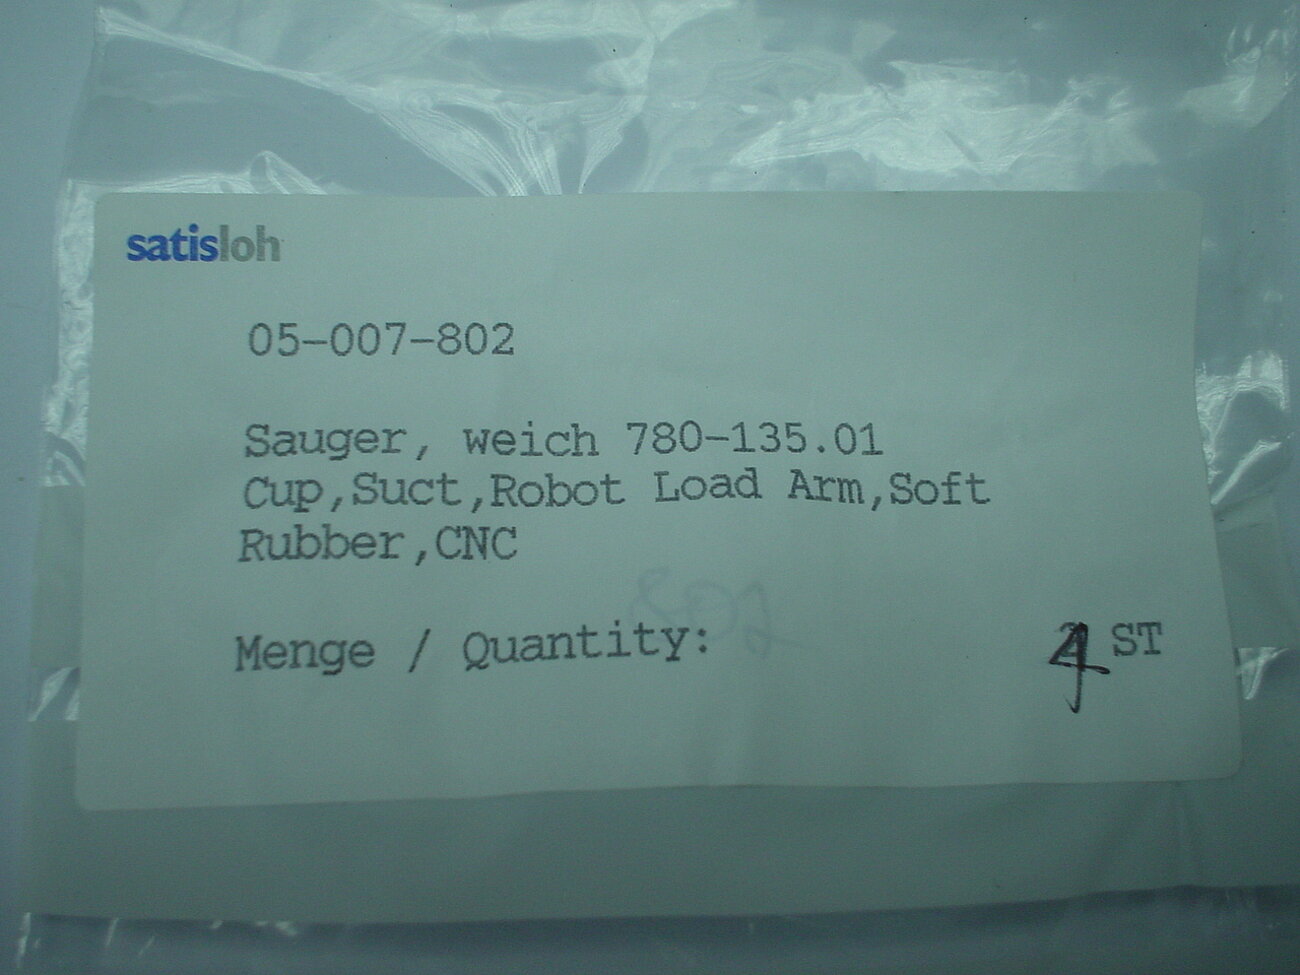 satisloh
05-007-802
Sauger, weich 780-135.01
Cup,Suct,Robot Load Arm,Soft
Rubber,CNC
Menge / Quantity: 4 ST